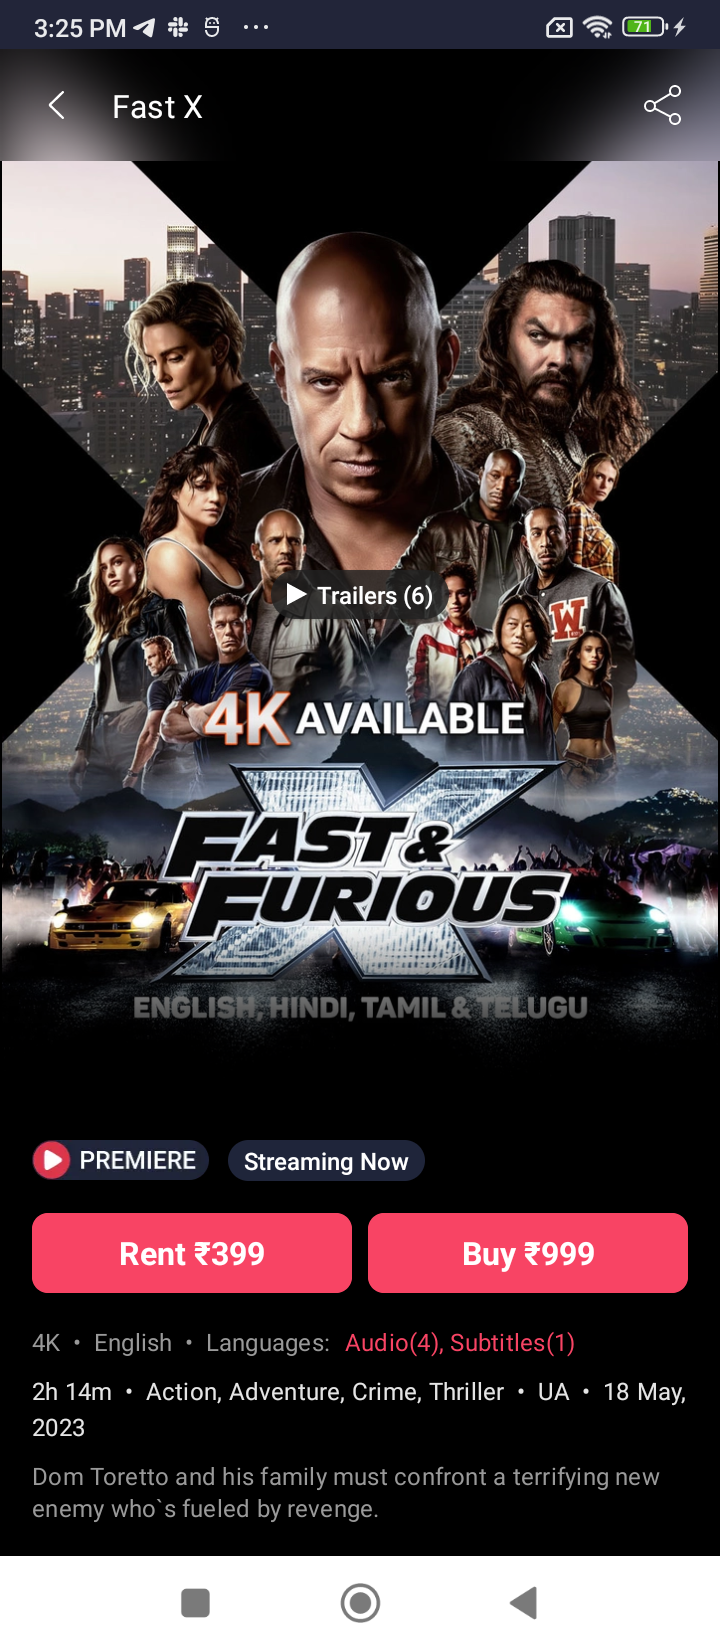 3:25 PM
71
Fast X
Trailers (6)
W
4K AVAILABLE
X
FAST &
FURIOUS
ENGLISH, HINDI, TAMIL & TELUGU
PREMIERE
Streaming Now
Rent ₹399
Buy ₹999
4K • English • Languages: Audio(4), Subtitles(1)
2h 14m • Action, Adventure, Crime, Thriller • UA • 18 May,
2023
Dom Toretto and his family must confront a terrifying new
enemy who`s fueled by revenge.